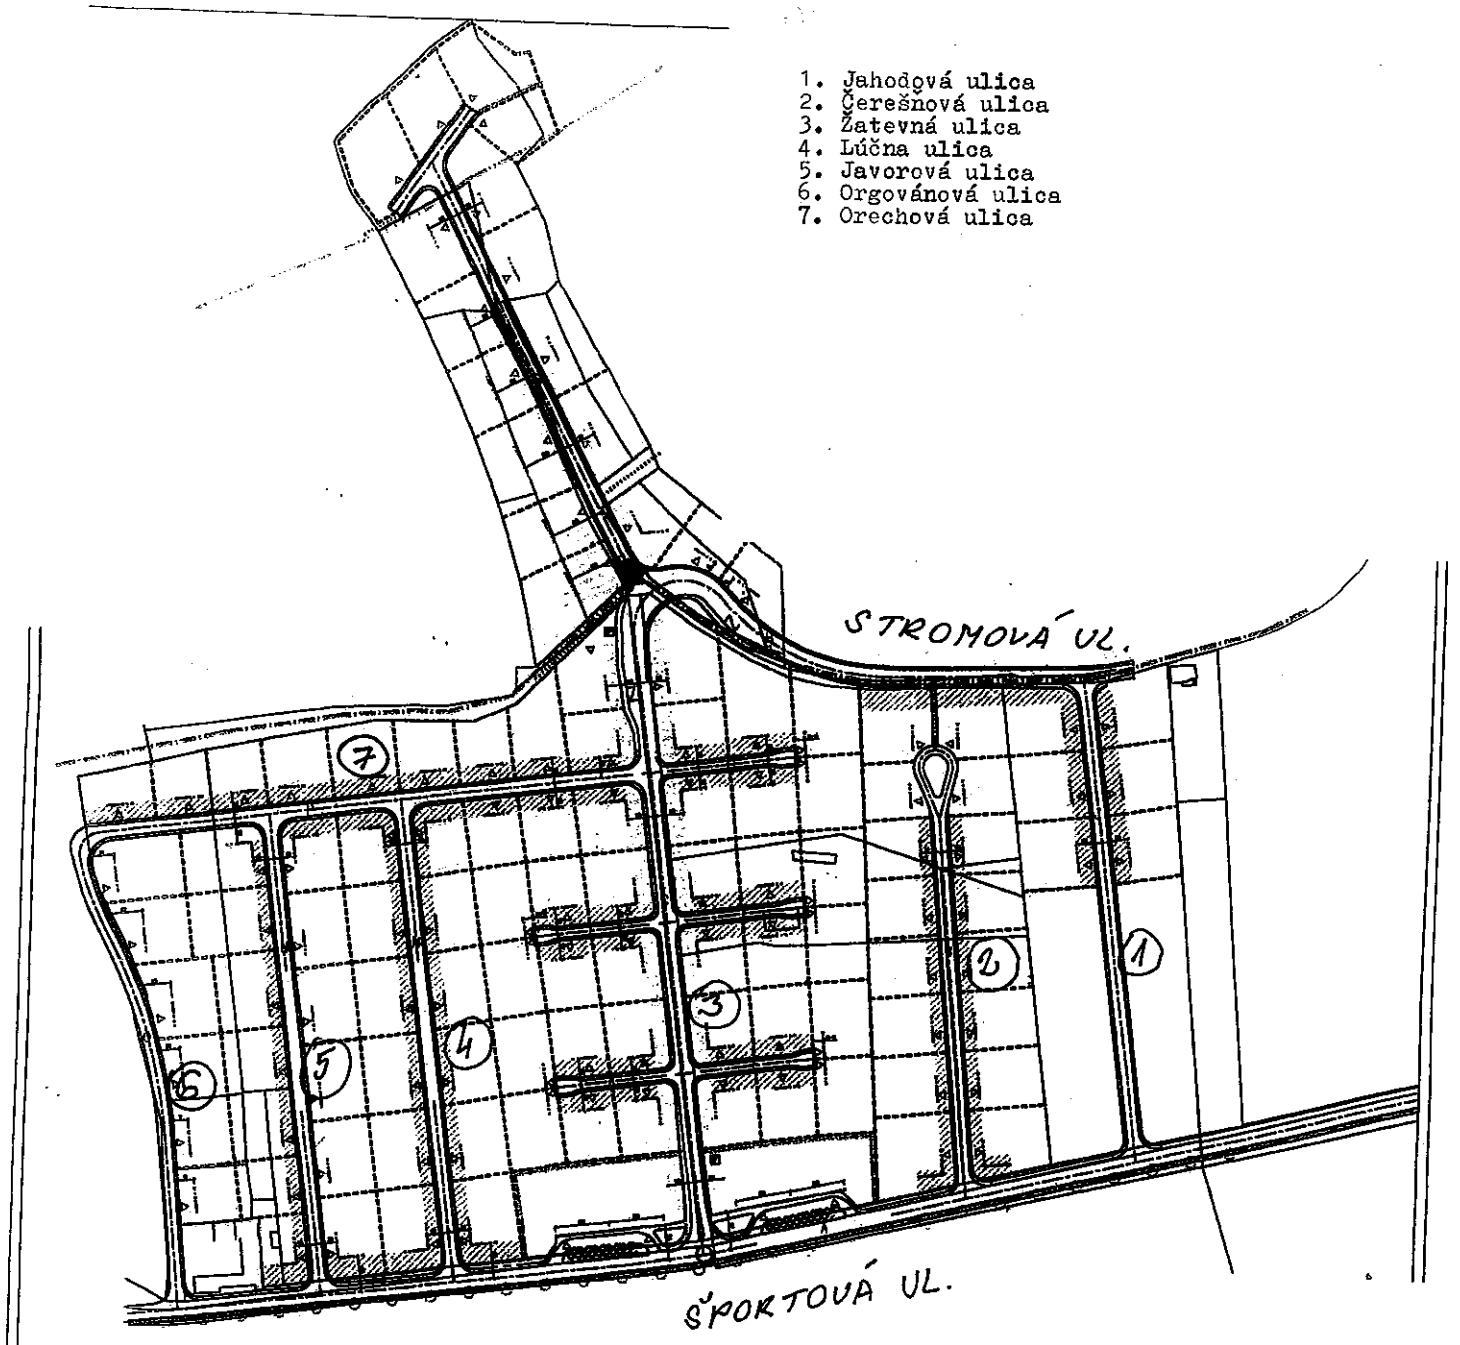 1. Jahodová ulica
2. Čerešňová ulica
3. Žatevná ulica
4. Lúčna ulica
5. Javorová ulica
6. Orgovánová ulica
7. Orechová ulica
STROMOVÁ UL.
7
1
2
3
4
5
6
ŠPORTOVÁ UL.